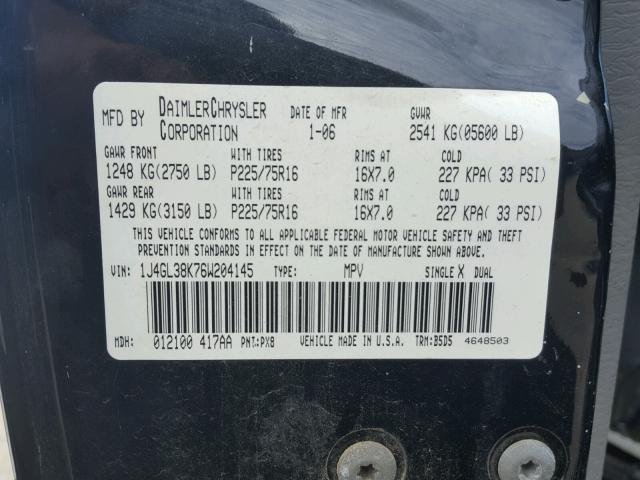 MFD BY DAIMLERCHRYSLER CORPORATION DATE OF MFR 1-06 GVWR 2541 KG(05600 LB)
GAWR FRONT WITH TIRES RIMS AT COLD
1248 KG(2750 LB) P225/75R16 16X7.0 227 KPA( 33 PSI)
GAWR REAR WITH TIRES RIMS AT COLD
1429 KG(3150 LB) P225/75R16 16X7.0 227 KPA( 33 PSI)
THIS VEHICLE CONFORMS TO ALL APPLICABLE FEDERAL MOTOR VEHICLE SAFETY AND THEFT
PREVENTION STANDARDS IN EFFECT ON THE DATE OF MANUFACTURE SHOWN ABOVE.
VIN: 1J4GL38K76W204145 TYPE: MPV SINGLE X DUAL
MDH: 012100 417AA PNT:PX8 VEHICLE MADE IN U.S.A. TRM:B5D5 4648503